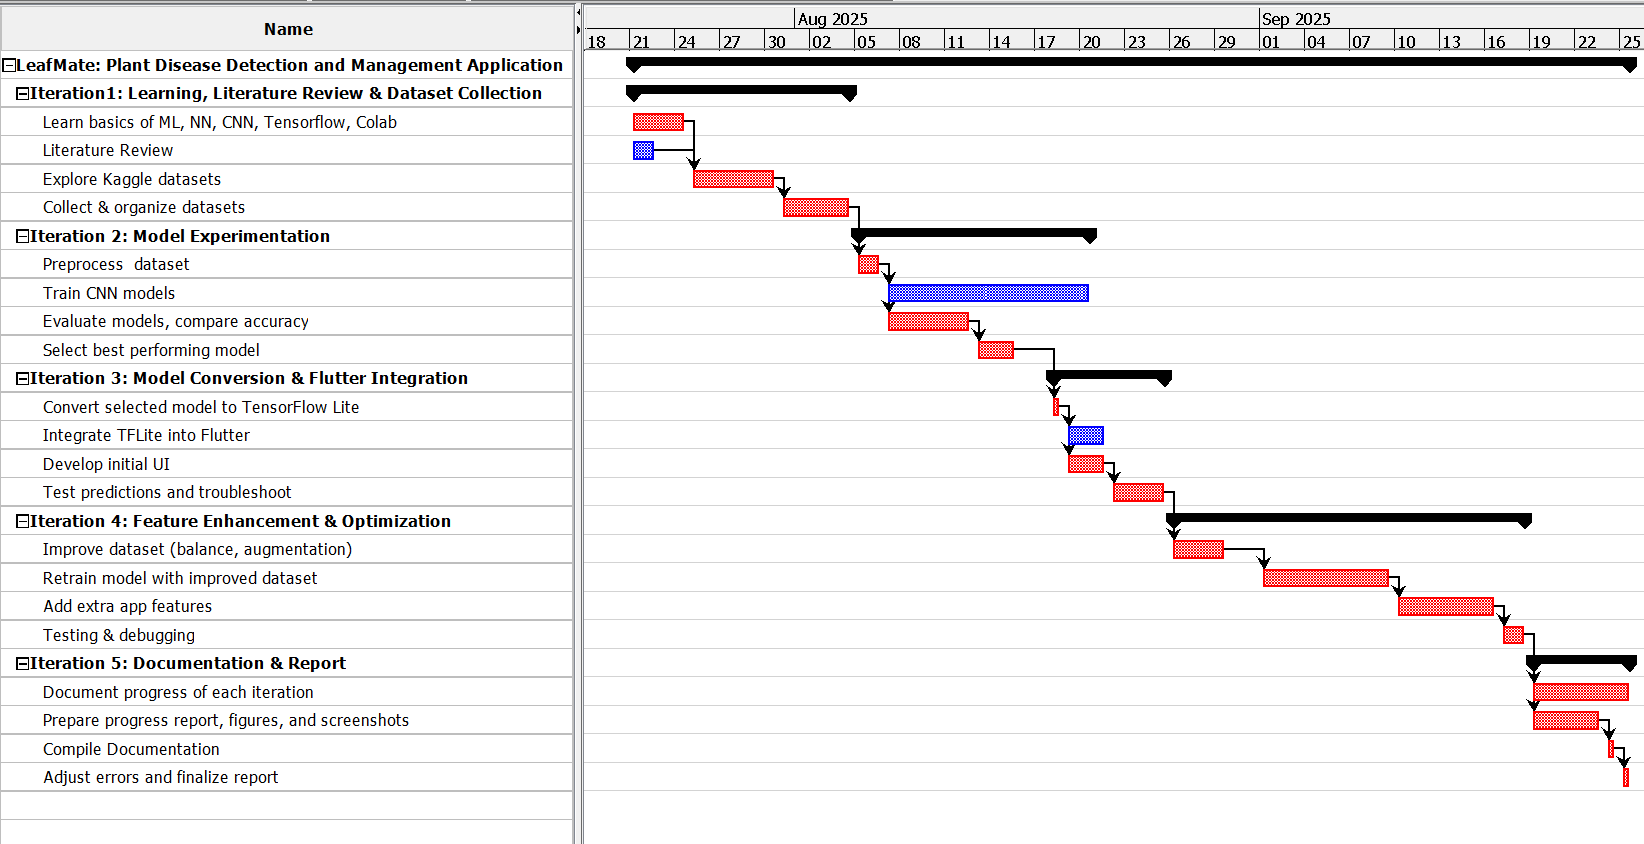 Name
Aug 2025
Sep 2025
18 21 24 27 30 02 05 08 11 14 17 20 23 26 29 01 04 07 10 13 16 19 22 25
LeafMate: Plant Disease Detection and Management Application
Iteration1: Learning, Literature Review & Dataset Collection
Learn basics of ML, NN, CNN, Tensorflow, Colab
Literature Review
Explore Kaggle datasets
Collect & organize datasets
Iteration 2: Model Experimentation
Preprocess  dataset
Train CNN models
Evaluate models, compare accuracy
Select best performing model
Iteration 3: Model Conversion & Flutter Integration
Convert selected model to TensorFlow Lite
Integrate TFLite into Flutter
Develop initial UI
Test predictions and troubleshoot
Iteration 4: Feature Enhancement & Optimization
Improve dataset (balance, augmentation)
Retrain model with improved dataset
Add extra app features
Testing & debugging
Iteration 5: Documentation & Report
Document progress of each iteration
Prepare progress report, figures, and screenshots
Compile Documentation
Adjust errors and finalize report